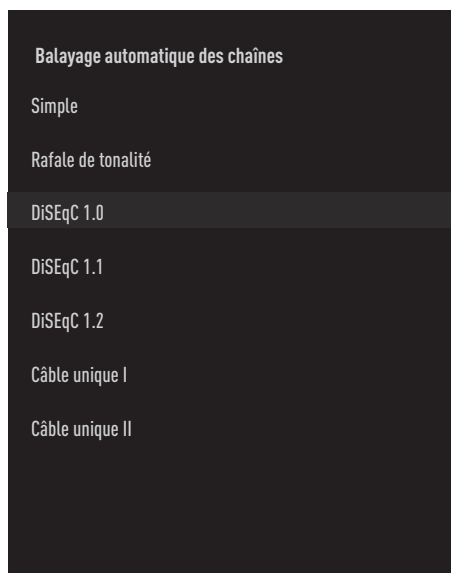 Balayage automatique des chaînes
Simple
Rafale de tonalité
DiSEqC 1.0
DiSEqC 1.1
DiSEqC 1.2
Câble unique I
Câble unique II